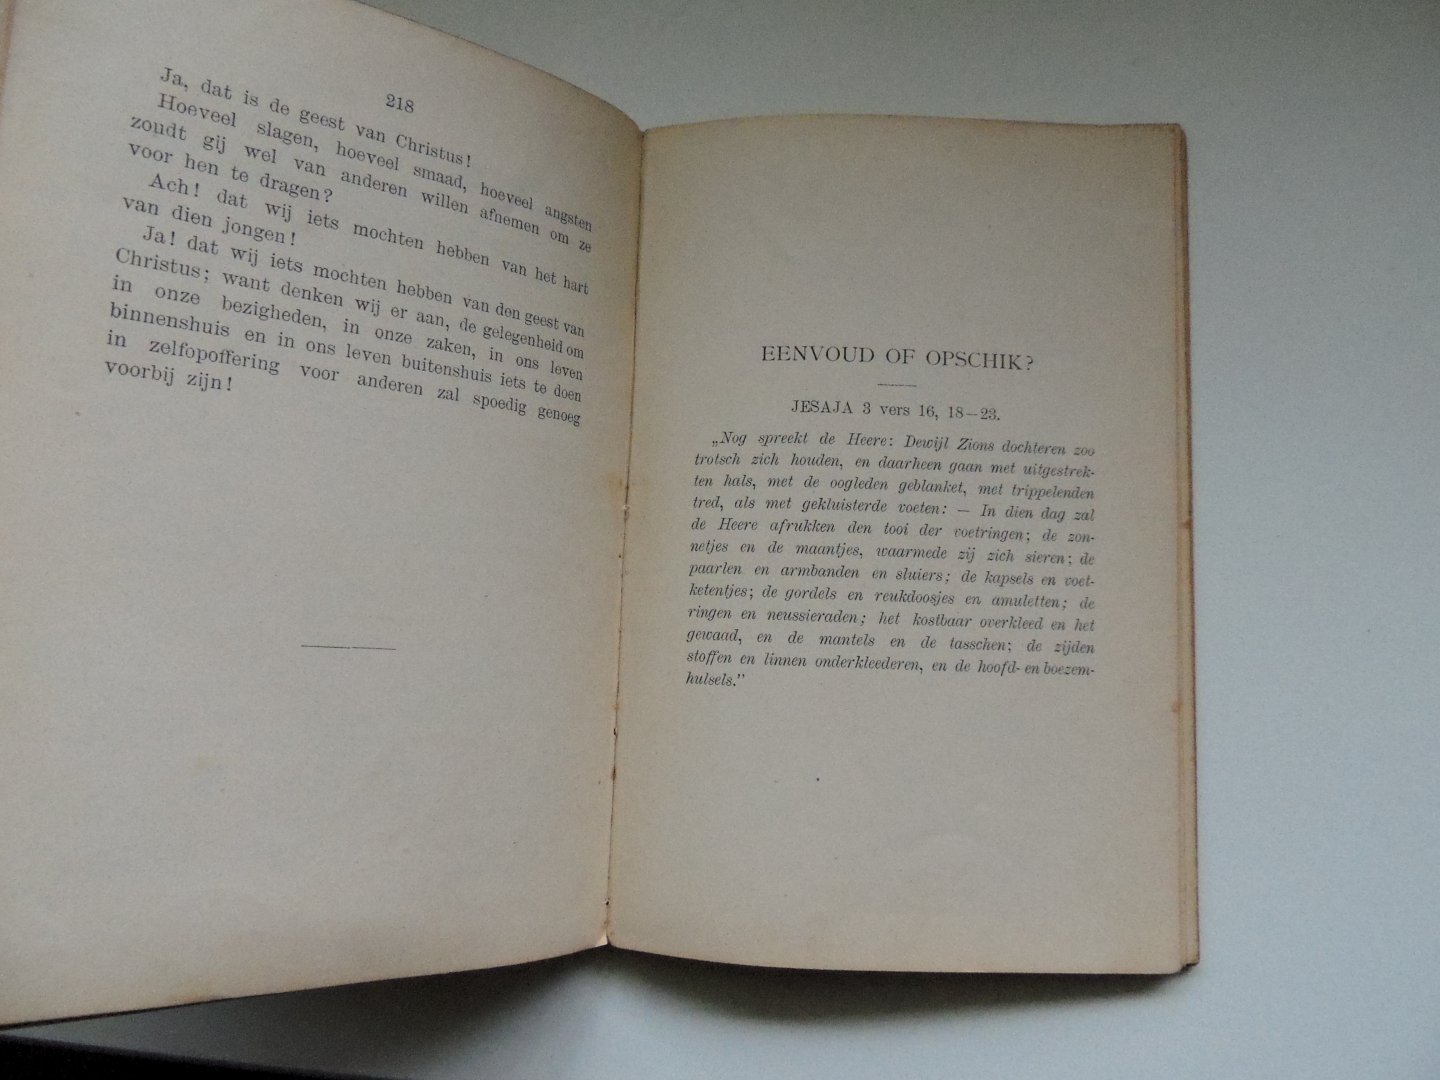 218
Ja, dat is de geest van Christus!
Hoeveel slagen, hoeveel smaad, hoeveel angsten
zoudt gij wel van anderen willen afnemen om ze
voor hen te dragen?
Ach! dat wij iets mochten hebben van het hart
van dien jongen!
Ja! dat wij iets mochten hebben van den geest van
Christus; want denken wij er aan, de gelegenheid om
in onze bezigheden, in onze zaken, in ons leven
binnenshuis en in ons leven buitenshuis iets te doen
in zelfopoffering voor anderen zal spoedig genoeg
voorbij zijn!
EENVOUD OF OPSCHIK?
JESAJA 3 vers 16, 18—23.
„Nog spreekt de Heere: Dewijl Zions dochteren zoo
trotsch zich houden, en daarheen gaan met uitgestrek-
ten hals, met de oogleden geblanket, met trippelenden
tred, als met gekluisterde voeten: — In dien dag zal
de Heere afrukken den tooi der voetringen; de zon-
netjes en de maantjes, waarmede zij zich sieren; de
paarlen en armbanden en sluiers; de kapsels en voet-
ketentjes; de gordels en reukdoosjes en amuletten; de
ringen en neussieraden; het kostbaar overkleed en het
gewaad, en de mantels en de tasschen; de zijden
stoffen en linnen onderkleederen, en de hoofd- en boezem-
hulsels.”